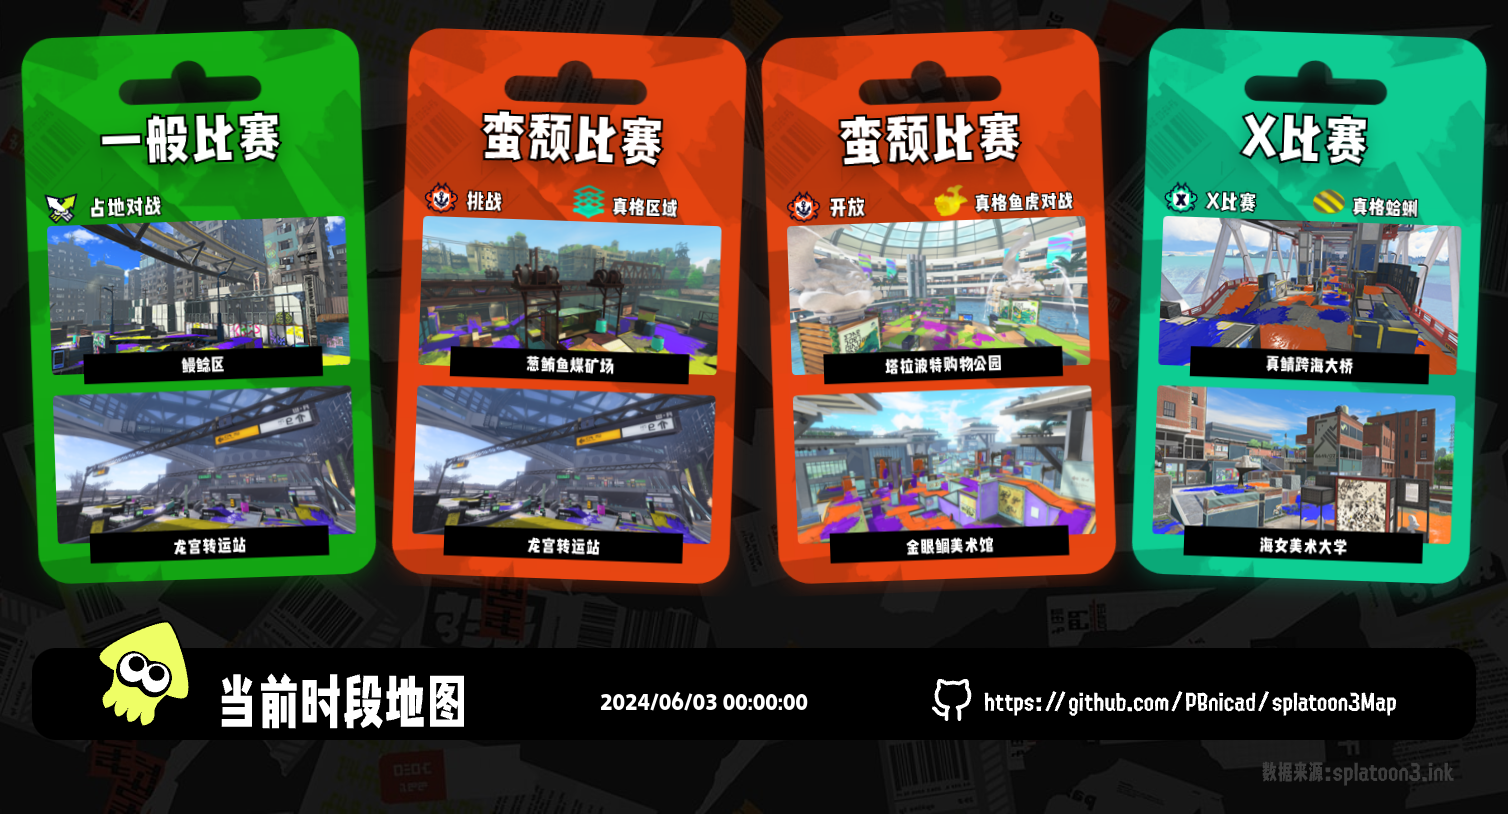 一般比赛
占地对战
鳗鲶区
龙宫转运站
蛮颓比赛
挑战
真格区域
葱鲔鱼煤矿场
龙宫转运站
蛮颓比赛
开放
真格鱼虎对战
塔拉波特购物公园
金眼鲷美术馆
X比赛
X比赛
真格蛤蜊
真鲭跨海大桥
海女美术大学
当前时段地图
2024/06/03 00:00:00
https://github.com/PBnicad/splatoon3Map
数据来源:splatoon3.ink